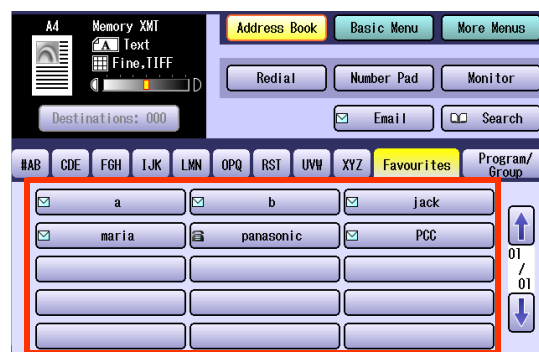 A4 Memory XMT
A Text
Fine,TIFF
D
Destinations: 000
Address Book Basic Menu More Menus
Redial Number Pad Monitor
Email Search
#AB CDE FGH IJK LMN OPQ RST UVW XYZ Favourites Program/
Group
a b jack
maria panasonic PCC
01
/
01